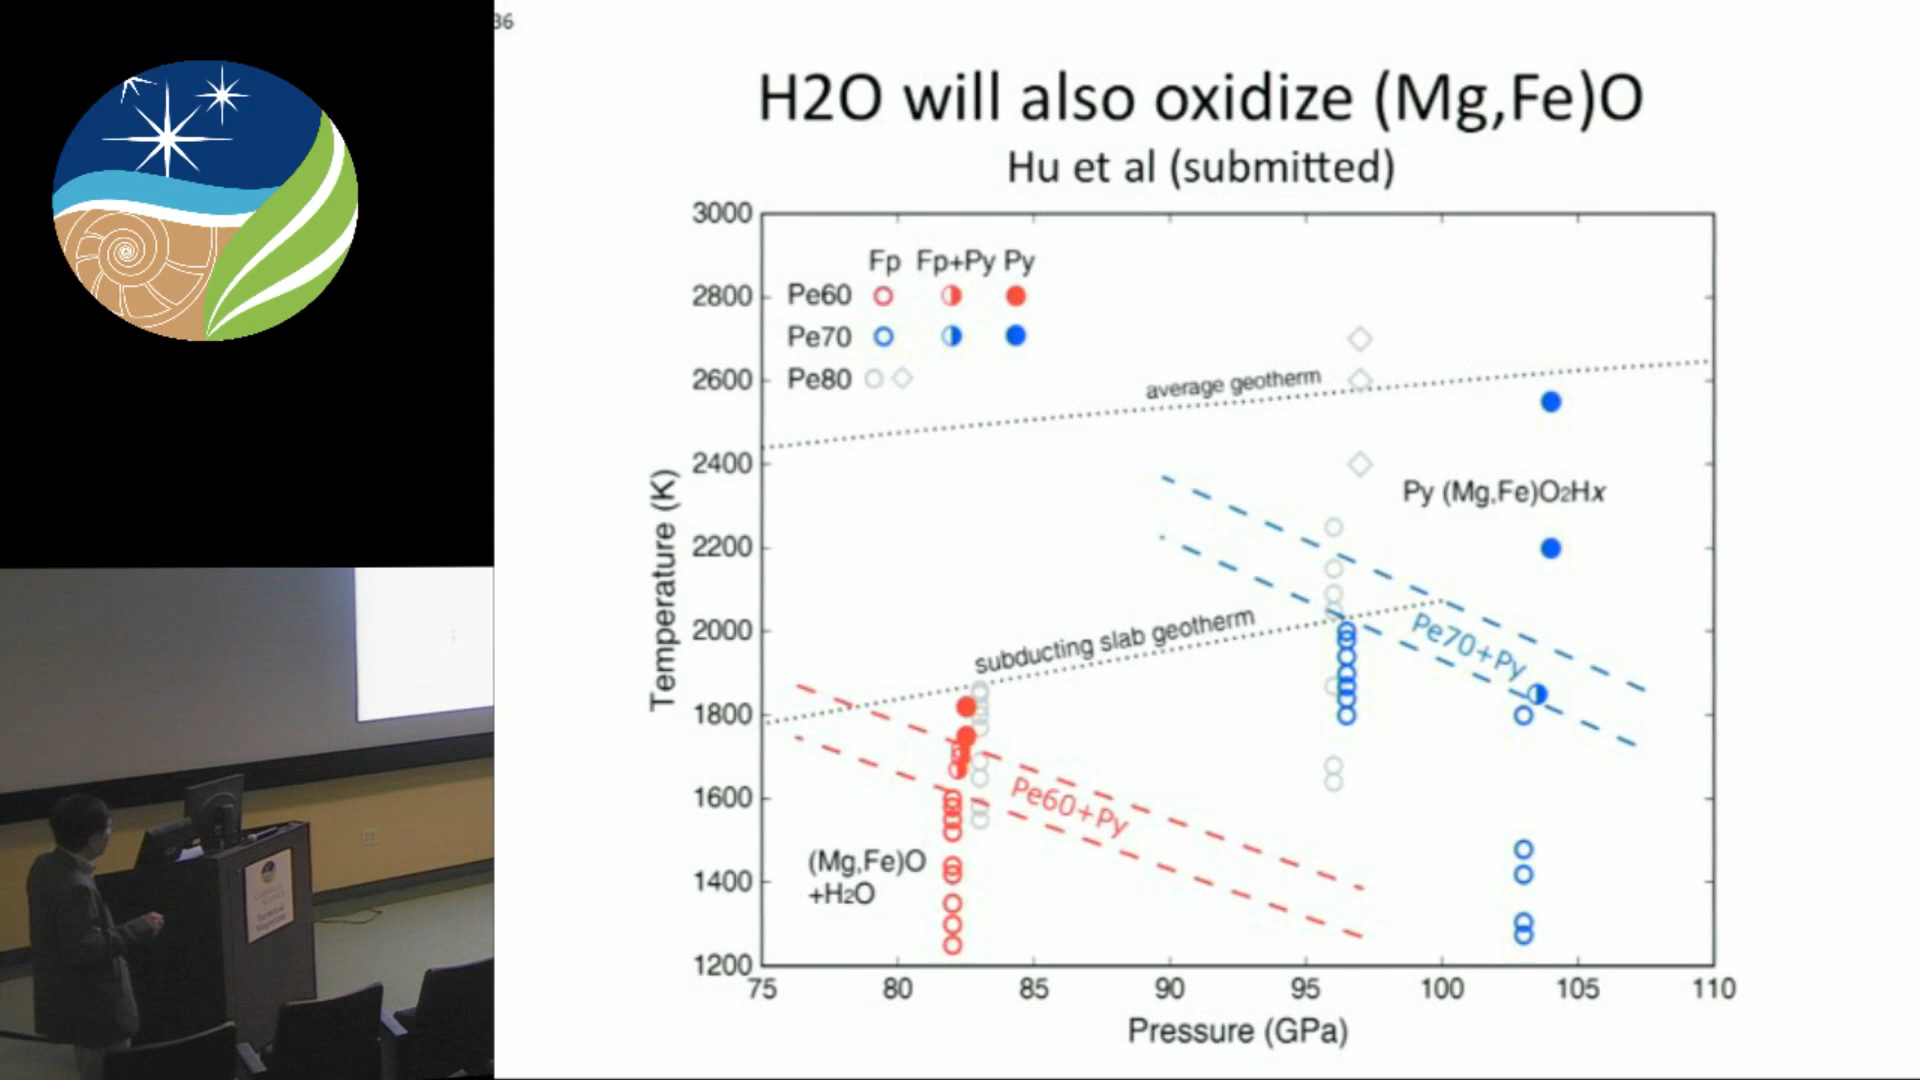 36
H2O will also oxidize (Mg,Fe)O
Hu et al (submitted)
3000
2800
2600
2400
2200
2000
1800
1600
1400
1200
Temperature (K)
Fp Fp+Py Py
Pe60
Pe70
Pe80
average geotherm
Py (Mg,Fe)O2Hx
subducting slab geotherm
Pe70+Py
Pe60+Py
(Mg,Fe)O
+H2O
75 80 85 90 95 100 105 110
Pressure (GPa)